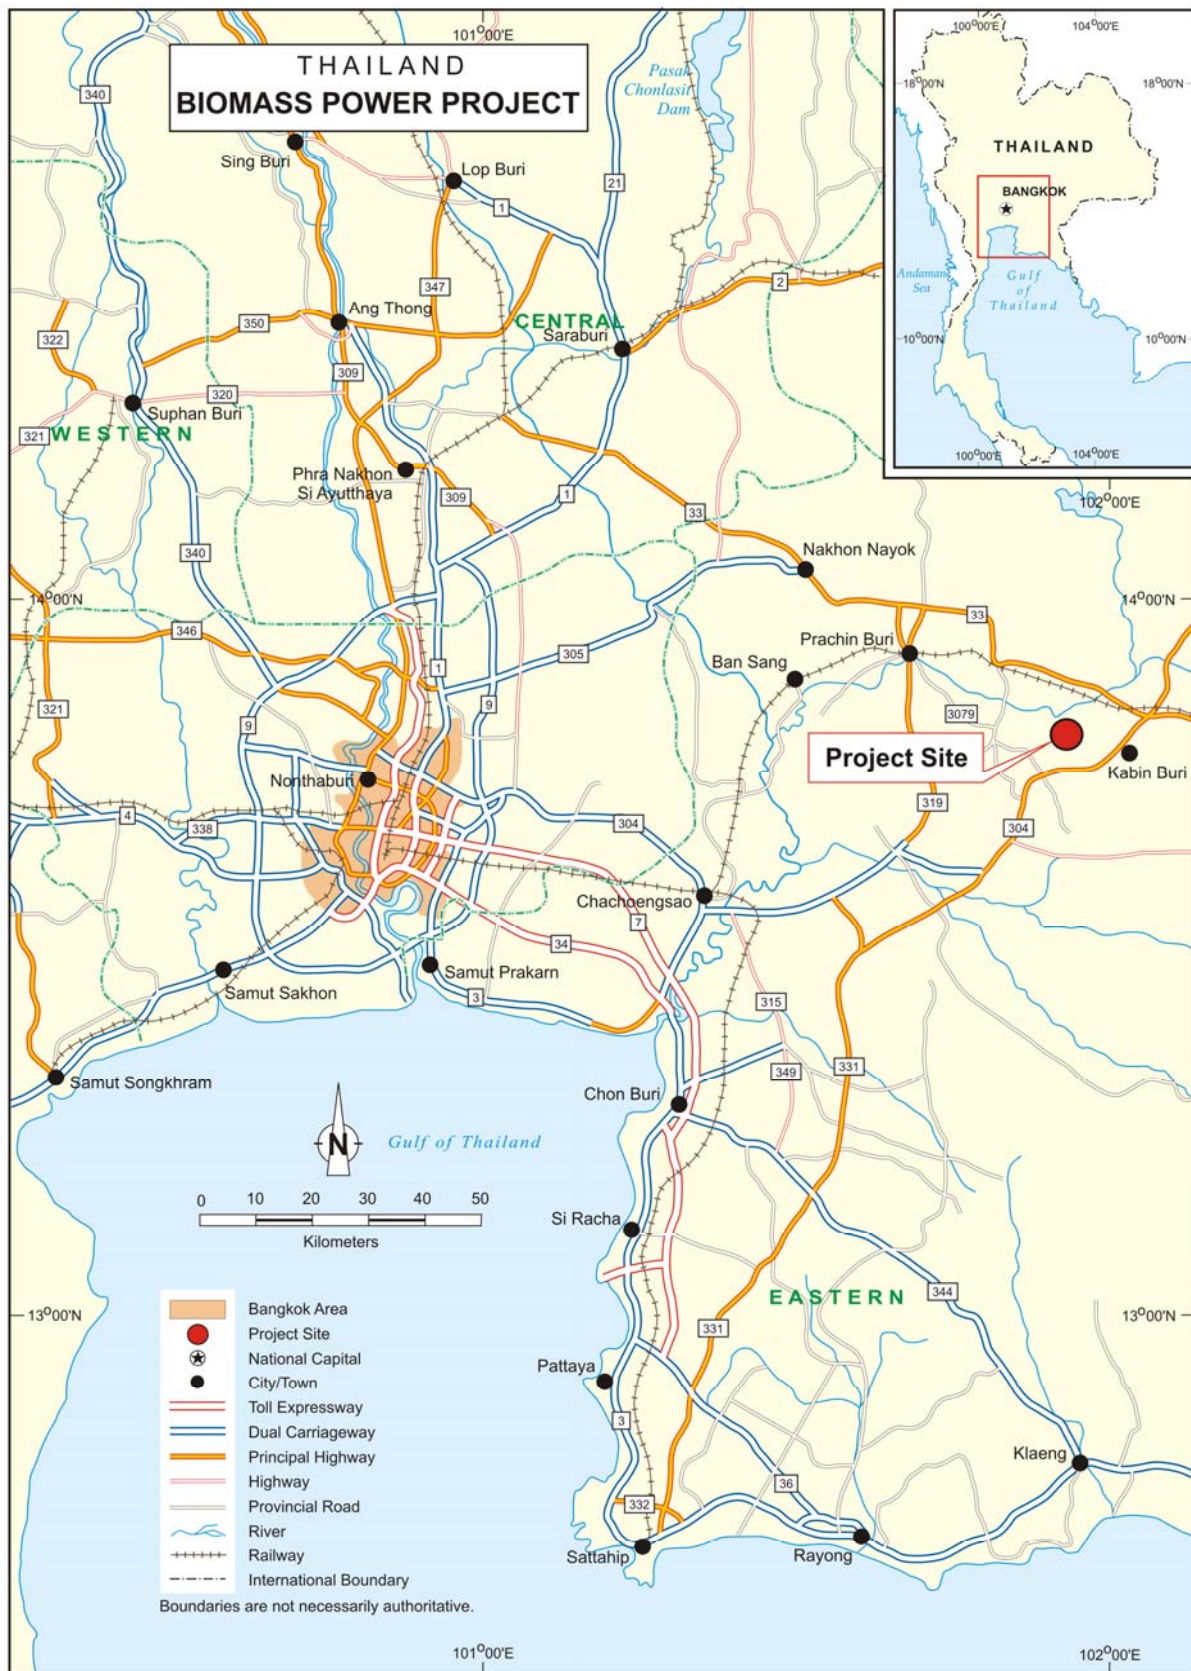 101°00'E
THAILAND
BIOMASS POWER PROJECT
340
Pasak
Chonlasit
Dam
Sing Buri
Lop Buri
21
1
347
2
Ang Thong
350
322
309
CENTRAL
Saraburi
320
Suphan Buri
321
WESTERN
Phra Nakhon
Si Ayutthaya
309
1
33
340
Nakhon Nayok
14°00'N
14°00'N
346
33
Prachin Buri
305
1
Ban Sang
321
9
9
3079
Project Site
Kabin Buri
Nonthaburi
4
338
304
319
304
Chachoengsao
7
34
Samut Prakarn
Samut Sakhon
3
315
331
349
Samut Songkhram
Chon Buri
N
Gulf of Thailand
0 10 20 30 40 50
Kilometers
Si Racha
344
EASTERN
13°00'N
13°00'N
331
Pattaya
3
Klaeng
36
332
Sattahip
Rayong
Bangkok Area
Project Site
National Capital
City/Town
Toll Expressway
Dual Carriageway
Principal Highway
Highway
Provincial Road
River
Railway
International Boundary
Boundaries are not necessarily authoritative.
101°00'E
102°00'E
100°00'E
104°00'E
18°00'N
18°00'N
THAILAND
BANGKOK
Andaman
Sea
Gulf
of
Thailand
10°00'N
10°00'N
100°00'E
104°00'E
102°00'E